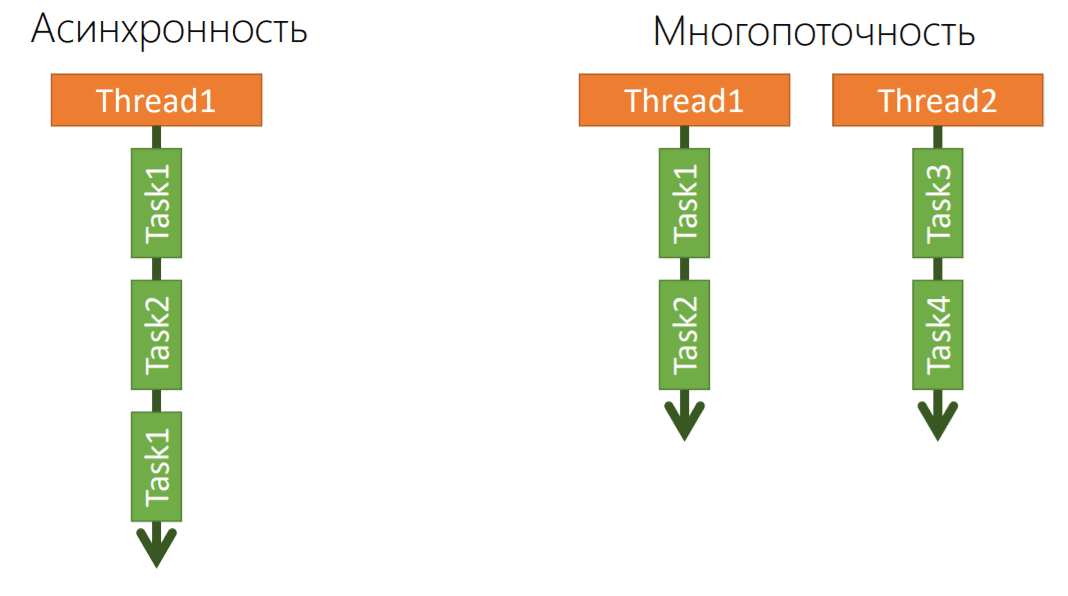 Асинхронность
Thread1
Task1
Task2
Task1
Многопоточность
Thread1
Task1
Task2
Thread2
Task3
Task4